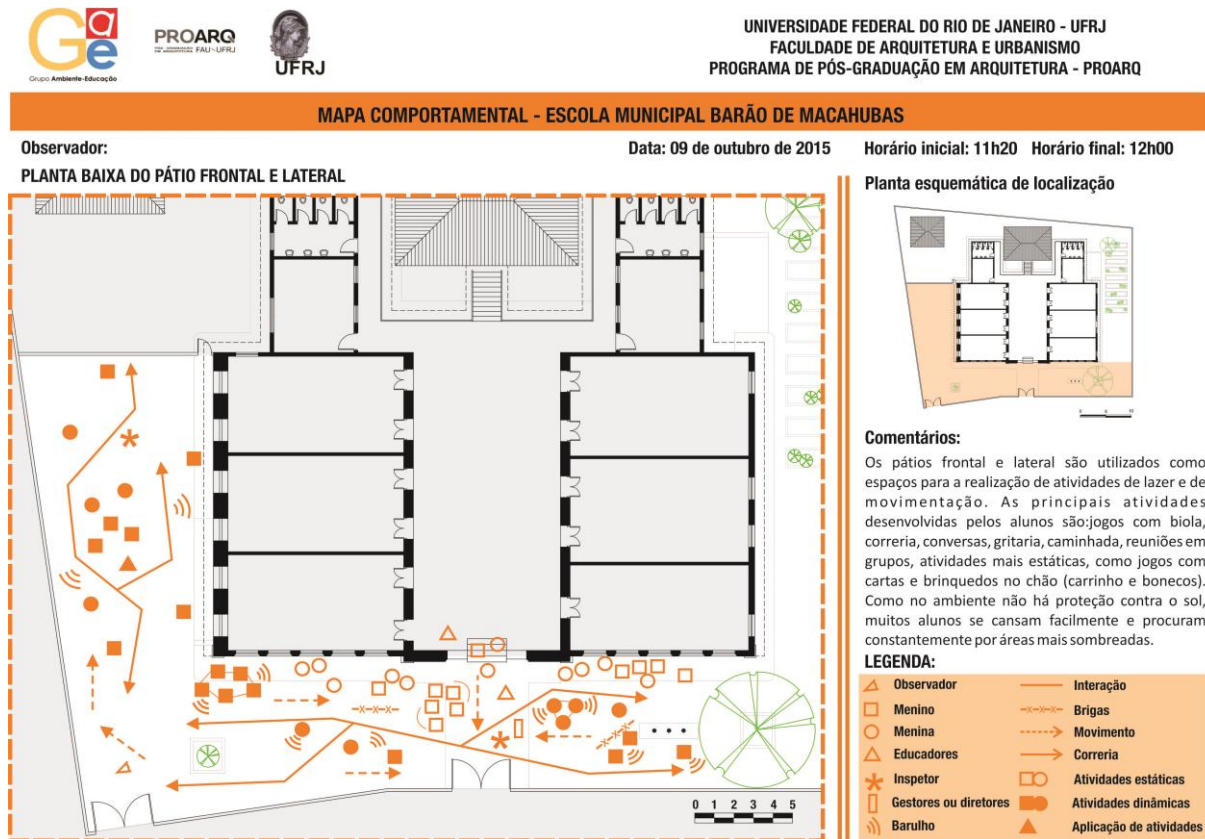 Gae
Grupo Ambiente-Educação
PROARQ
PÓS-GRADUAÇÃO
EM ARQUITETURA FAU-UFRJ
UFRJ
UNIVERSIDADE FEDERAL DO RIO DE JANEIRO - UFRJ
FACULDADE DE ARQUITETURA E URBANISMO
PROGRAMA DE PÓS-GRADUAÇÃO EM ARQUITETURA - PROARQ
MAPA COMPORTAMENTAL - ESCOLA MUNICIPAL BARÃO DE MACAHUBAS
Observador:
Data: 09 de outubro de 2015
Horário inicial: 11h20 Horário final: 12h00
PLANTA BAIXA DO PÁTIO FRONTAL E LATERAL
0 1 2 3 4 5
Planta esquemática de localização
Comentários:
Os pátios frontal e lateral são utilizados como
espaços para a realização de atividades de lazer e de
movimentação. As principais atividades
desenvolvidas pelos alunos são:jogos com biola,
correria, conversas, gritaria, caminhada, reuniões em
grupos, atividades mais estáticas, como jogos com
cartas e brinquedos no chão (carrinho e bonecos).
Como no ambiente não há proteção contra o sol,
muitos alunos se cansam facilmente e procuram
constantemente por áreas mais sombreadas.
LEGENDA:
Observador
Menino
Menina
Educadores
Inspetor
Gestores ou diretores
Barulho
Interação
Brigas
Movimento
Correria
Atividades estáticas
Atividades dinâmicas
Aplicação de atividades